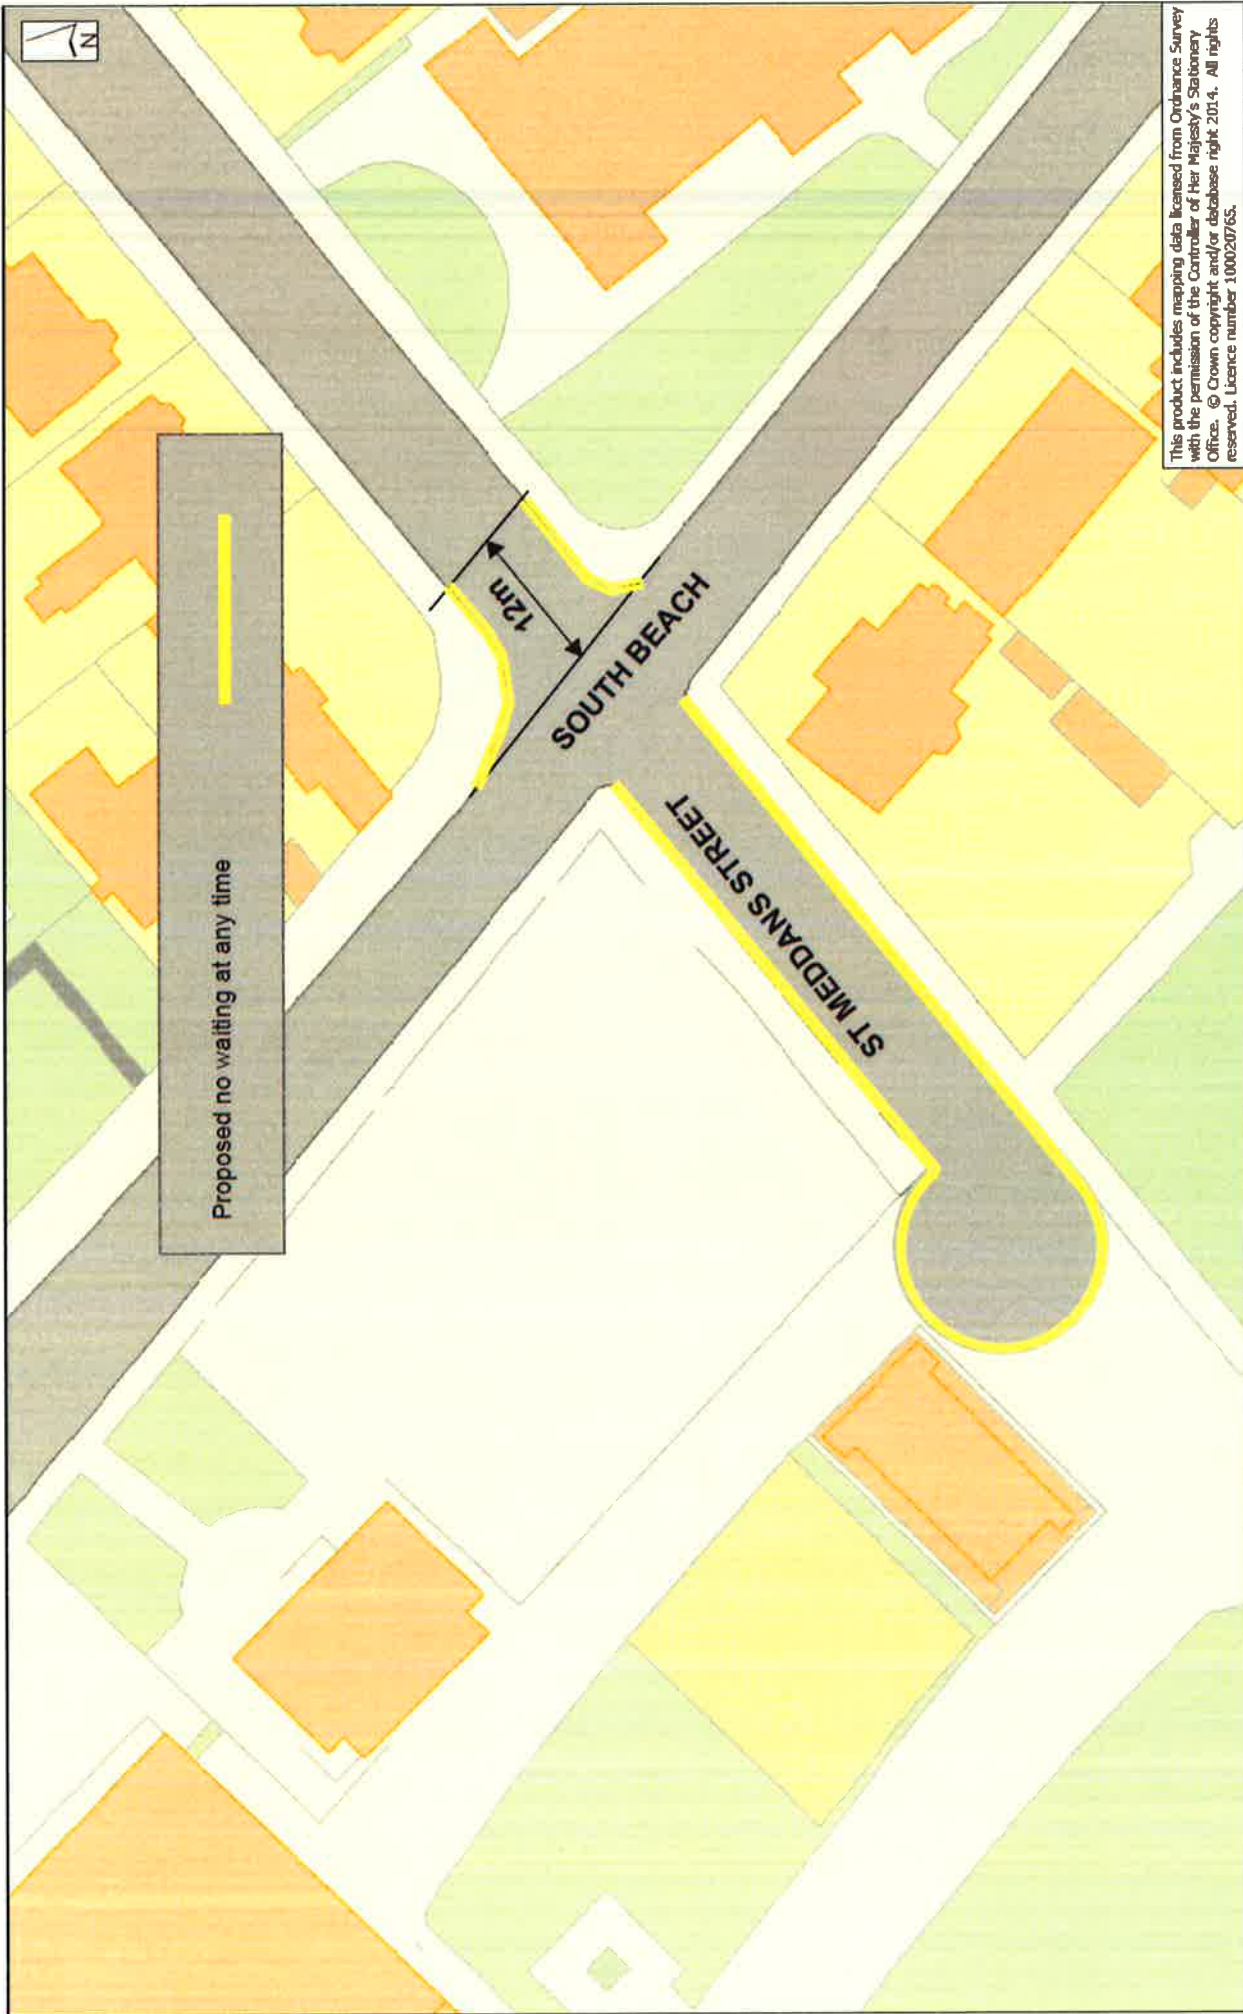 N
Proposed no waiting at any time
12m
SOUTH BEACH
ST MEDDANS STREET
This product includes mapping data licensed from Ordnance Survey
with the permission of the Controller of Her Majesty's Stationery
Office. © Crown copyright and/or database right 2014. All rights
reserved. Licence number 100020765.